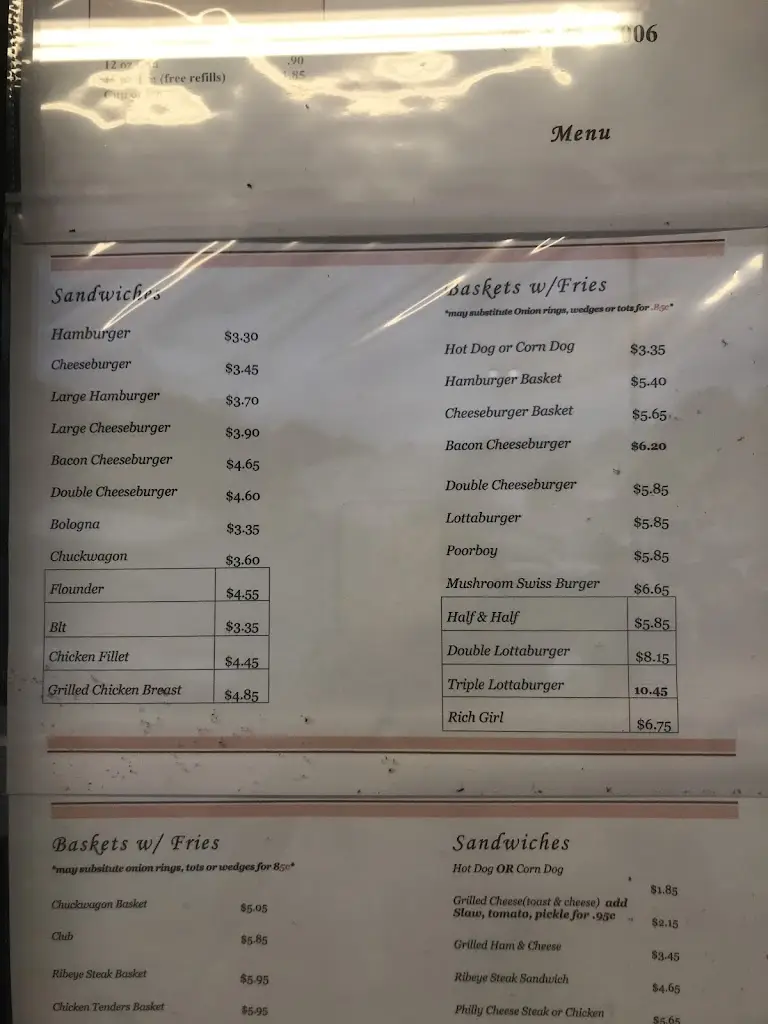 006
12 oz
.90
(free refills)
.85
Menu
Sandwiches
Hamburger $3.30
Cheeseburger $3.45
Large Hamburger $3.70
Large Cheeseburger $3.90
Bacon Cheeseburger $4.65
Double Cheeseburger $4.60
Bologna $3.35
Chuckwagon $3.60
Flounder $4.55
Blt $3.35
Chicken Fillet $4.45
Grilled Chicken Breast $4.85
Baskets w/Fries
*may substitute Onion rings, wedges or tots for .85c*
Hot Dog or Corn Dog $3.35
Hamburger Basket $5.40
Cheeseburger Basket $5.65
Bacon Cheeseburger $6.20
Double Cheeseburger $5.85
Lottaburger $5.85
Poorboy $5.85
Mushroom Swiss Burger $6.65
Half & Half $5.85
Double Lottaburger $8.15
Triple Lottaburger 10.45
Rich Girl $6.75
Baskets w/ Fries
*may subsitute onion rings, tots or wedges for 85c*
Chuckwagon Basket $5.05
Club $5.85
Ribeye Steak Basket $5.95
Chicken Tenders Basket $5.95
Sandwiches
Hot Dog OR Corn Dog $1.85
Grilled Cheese(toast & cheese) add
Slaw, tomato, pickle for .95c $2.15
Grilled Ham & Cheese $3.45
Ribeye Steak Sandwich $4.65
Philly Cheese Steak or Chicken $5.65